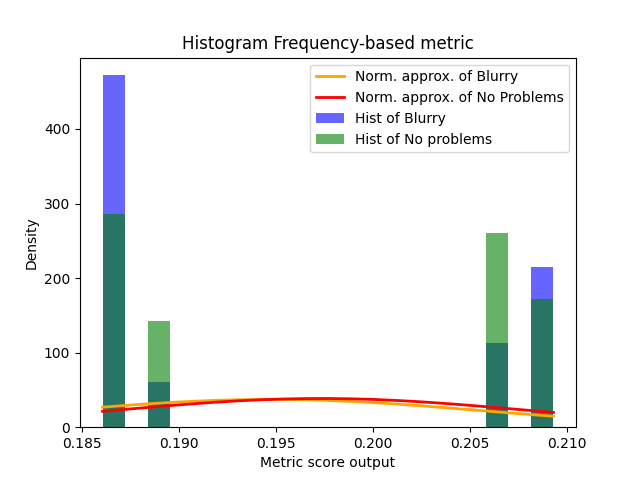 Histogram Frequency-based metric
Norm. approx. of Blurry
Norm. approx. of No Problems
Hist of Blurry
Hist of No problems
400
300
200
100
0
Density
0.185 0.190 0.195 0.200 0.205 0.210
Metric score output